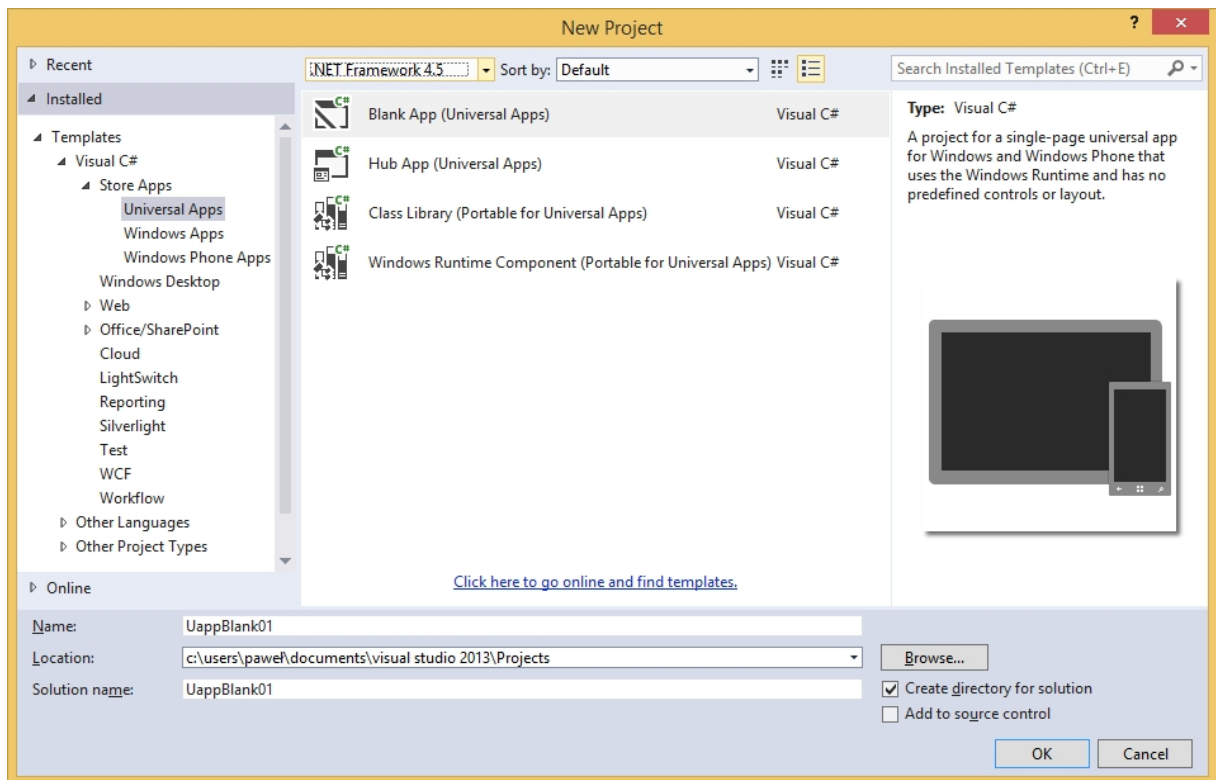 New Project
?
Recent
.NET Framework 4.5 Sort by: Default
Search Installed Templates (Ctrl+E)
Installed
Templates
Visual C#
Store Apps
Universal Apps
Windows Apps
Windows Phone Apps
Windows Desktop
Web
Office/SharePoint
Cloud
LightSwitch
Reporting
Silverlight
Test
WCF
Workflow
Other Languages
Other Project Types
Online
C# Blank App (Universal Apps) Visual C#
C# Hub App (Universal Apps) Visual C#
C# Class Library (Portable for Universal Apps) Visual C#
C# Windows Runtime Component (Portable for Universal Apps) Visual C#
Click here to go online and find templates.
Type: Visual C#
A project for a single-page universal app
for Windows and Windows Phone that
uses the Windows Runtime and has no
predefined controls or layout.
Name: UappBlank01
Location: c:\users\paweł\documents\visual studio 2013\Projects
Browse...
Solution name: UappBlank01
Create directory for solution
Add to source control
OK Cancel